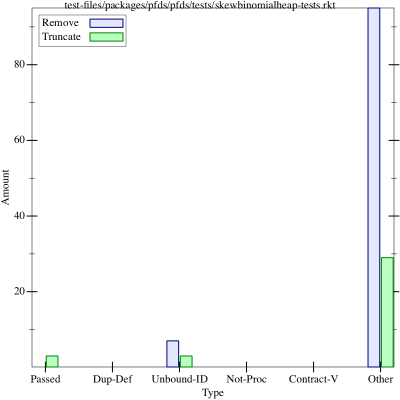 test-files/packages/pfds/pfds/tests/skewbinomialheap-tests.rkt
Remove
Truncate
80
60
40
20
Amount
Passed Dup-Def Unbound-ID Not-Proc Contract-V Other
Type